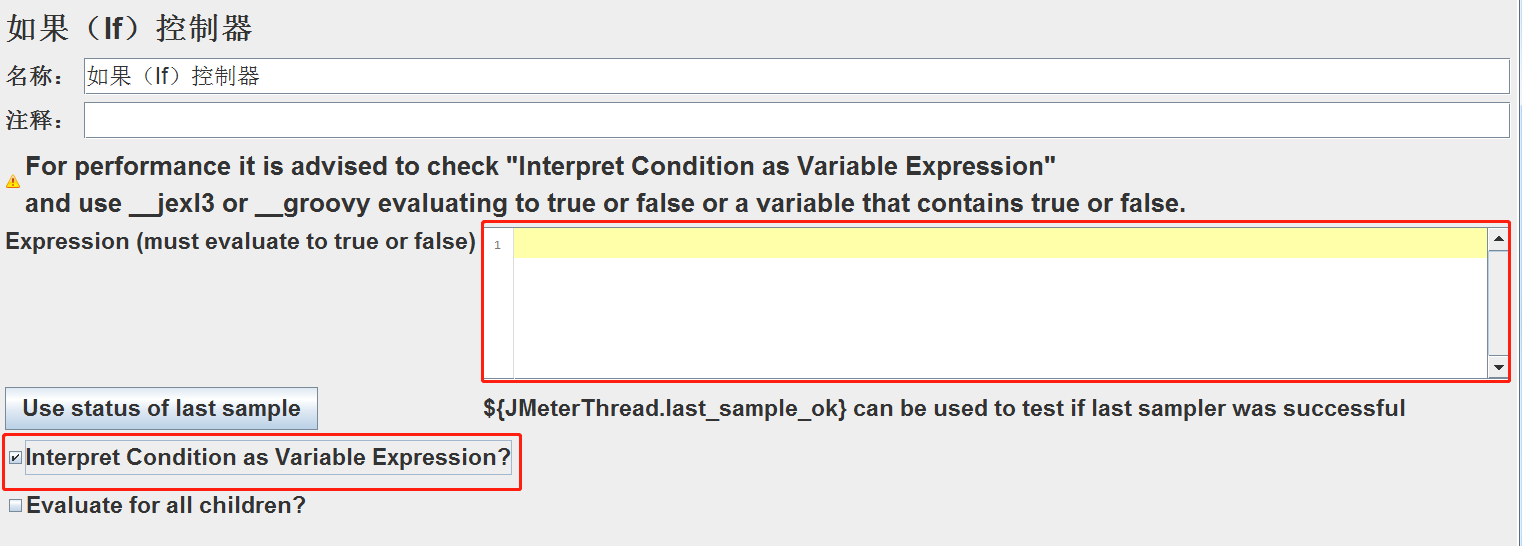 如果（If）控制器
名称： 如果（If）控制器
注释：
For performance it is advised to check "Interpret Condition as Variable Expression"
and use __jexl3 or __groovy evaluating to true or false or a variable that contains true or false.
Expression (must evaluate to true or false) 1
Use status of last sample ${JMeterThread.last_sample_ok} can be used to test if last sampler was successful
Interpret Condition as Variable Expression?
Evaluate for all children?